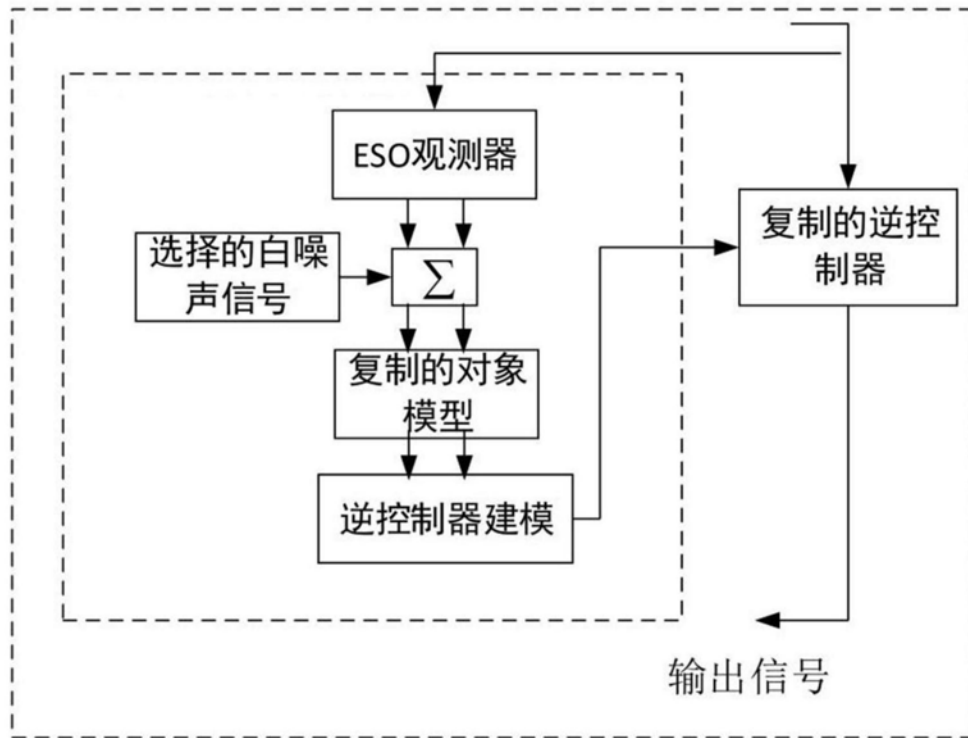 ESO观测器
选择的白噪
声信号
∑
复制的对象
模型
逆控制器建模
复制的逆控
制器
输出信号